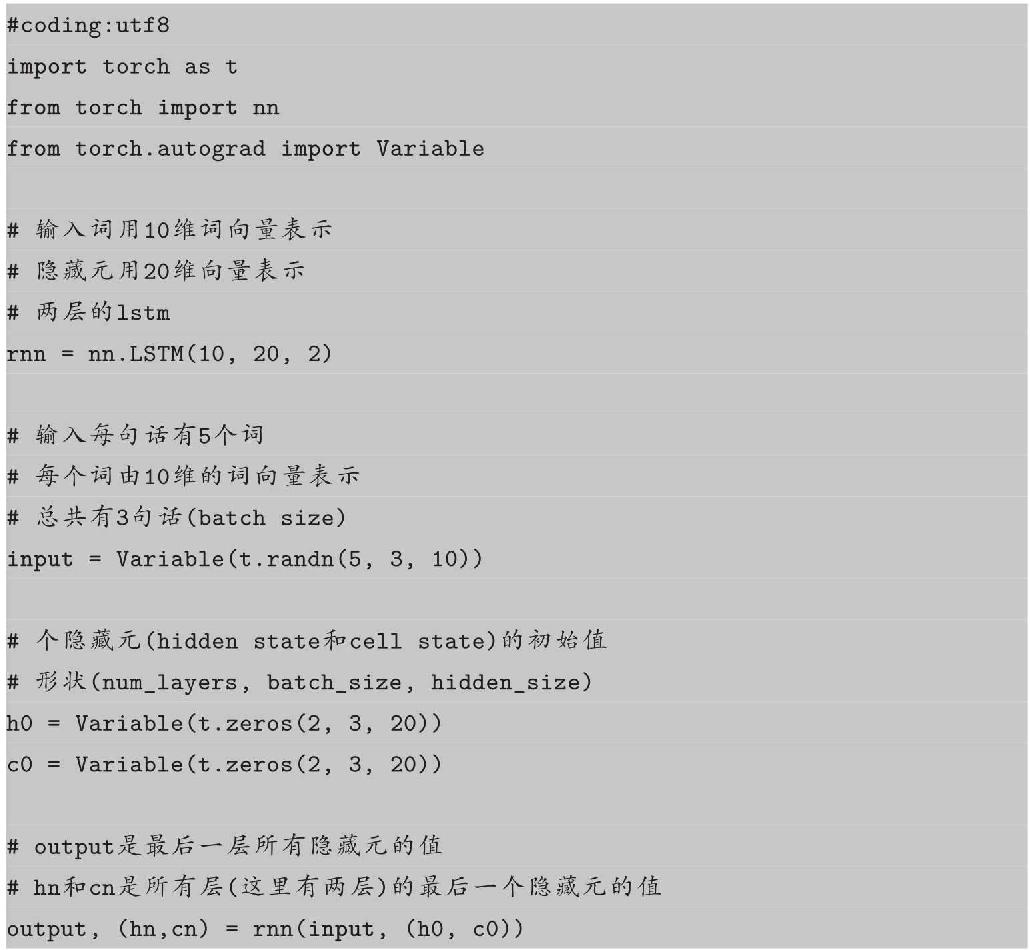 #coding:utf8
import torch as t
from torch import nn
from torch.autograd import Variable
# 输入词用10维词向量表示
# 隐藏元用20维向量表示
# 两层的lstm
rnn = nn.LSTM(10, 20, 2)
# 输入每句话有5个词
# 每个词由10维的词向量表示
# 总共有3句话(batch size)
input = Variable(t.randn(5, 3, 10))
# 个隐藏元(hidden state和cell state)的初始值
# 形状(num_layers, batch_size, hidden_size)
h0 = Variable(t.zeros(2, 3, 20))
c0 = Variable(t.zeros(2, 3, 20))
# output是最后一层所有隐藏元的值
# hn和cn是所有层(这里有两层)的最后一个隐藏元的值
output, (hn,cn) = rnn(input, (h0, c0))